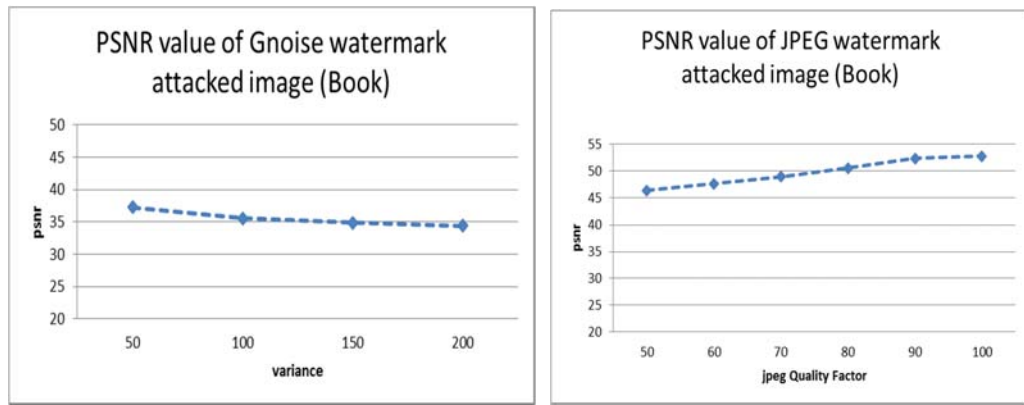 PSNR value of Gnoise watermark
attacked image (Book)
50
45
40
35
30
25
20
psnr
50 100 150 200
variance
PSNR value of JPEG watermark
attacked image (Book)
55
50
45
40
35
30
25
20
psnr
50 60 70 80 90 100
jpeg Quality Factor